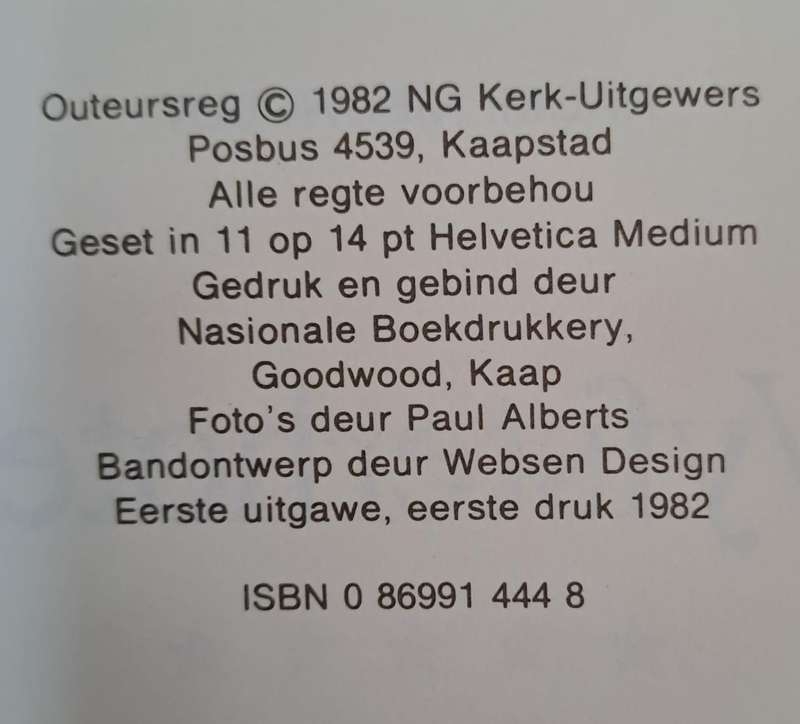 Outeursreg © 1982 NG Kerk-Uitgewers
Posbus 4539, Kaapstad
Alle regte voorbehou
Geset in 11 op 14 pt Helvetica Medium
Gedruk en gebind deur
Nasionale Boekdrukkery,
Goodwood, Kaap
Foto's deur Paul Alberts
Bandontwerp deur Websen Design
Eerste uitgawe, eerste druk 1982
ISBN 0 86991 444 8